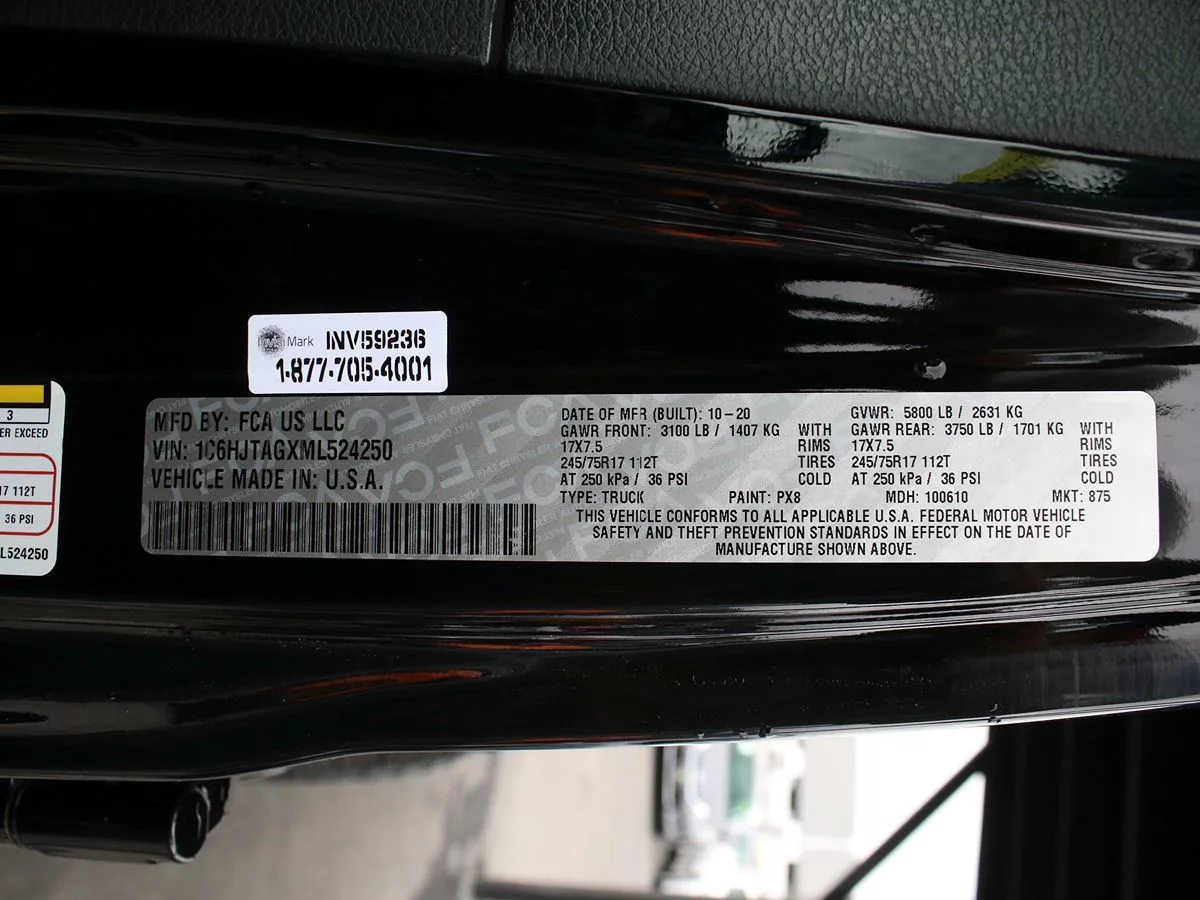 Invisi Mark INV59236
1-877-705-4001
3
ER EXCEED
17 112T
36 PSI
L524250
MFD BY: FCA US LLC
VIN: 1C6HJTAGXML524250
VEHICLE MADE IN: U.S.A.
DATE OF MFR (BUILT): 10-20 GVWR: 5800 LB / 2631 KG
GAWR FRONT: 3100 LB / 1407 KG WITH GAWR REAR: 3750 LB / 1701 KG WITH
17X7.5 RIMS 17X7.5 RIMS
245/75R17 112T TIRES 245/75R17 112T TIRES
AT 250 kPa / 36 PSI COLD AT 250 kPa / 36 PSI COLD
TYPE: TRUCK PAINT: PX8 MDH: 100610 MKT: 875
THIS VEHICLE CONFORMS TO ALL APPLICABLE U.S.A. FEDERAL MOTOR VEHICLE
SAFETY AND THEFT PREVENTION STANDARDS IN EFFECT ON THE DATE OF
MANUFACTURE SHOWN ABOVE.